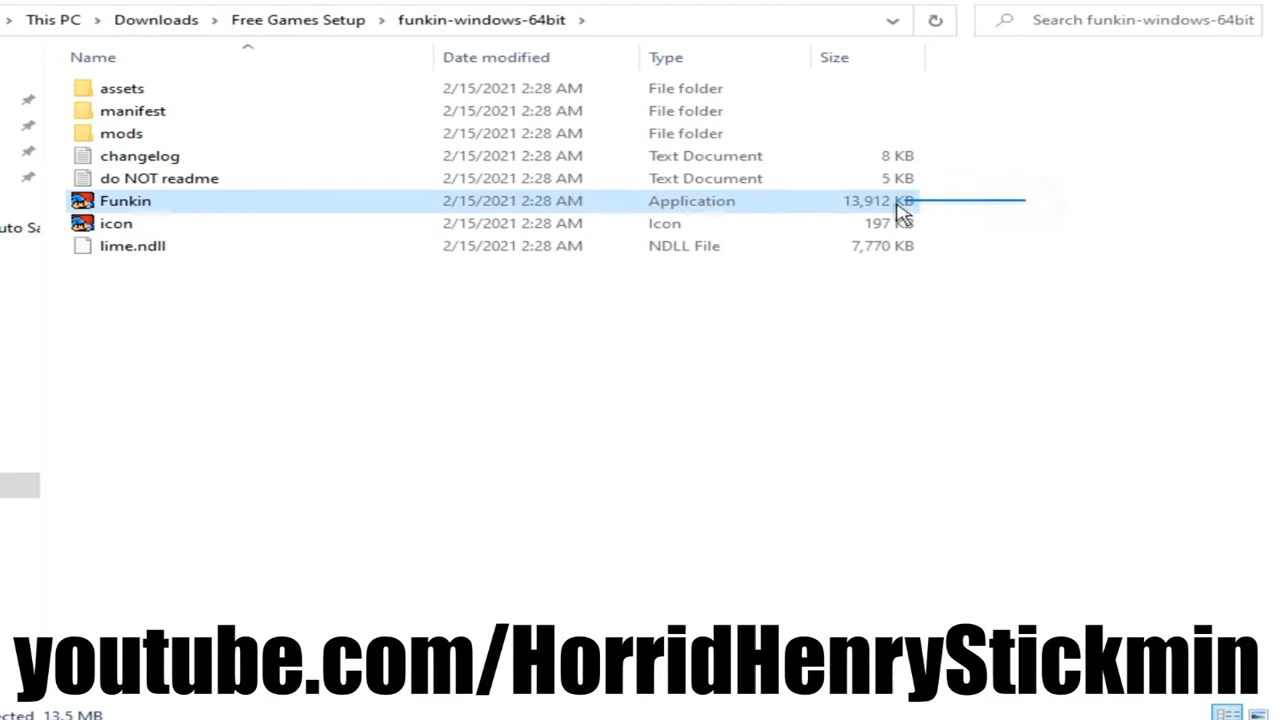 This PC > Downloads > Free Games Setup > funkin-windows-64bit >
Search funkin-windows-64bit
Name Date modified Type Size
assets 2/15/2021 2:28 AM File folder
manifest 2/15/2021 2:28 AM File folder
mods 2/15/2021 2:28 AM File folder
changelog 2/15/2021 2:28 AM Text Document 8 KB
do NOT readme 2/15/2021 2:28 AM Text Document 5 KB
Funkin 2/15/2021 2:28 AM Application 13,912 KB
uto Sa
icon 2/15/2021 2:28 AM Icon 197 KB
lime.ndll 2/15/2021 2:28 AM NDLL File 7,770 KB
youtube.com/HorridHenryStickmin
ected 13.5 MB